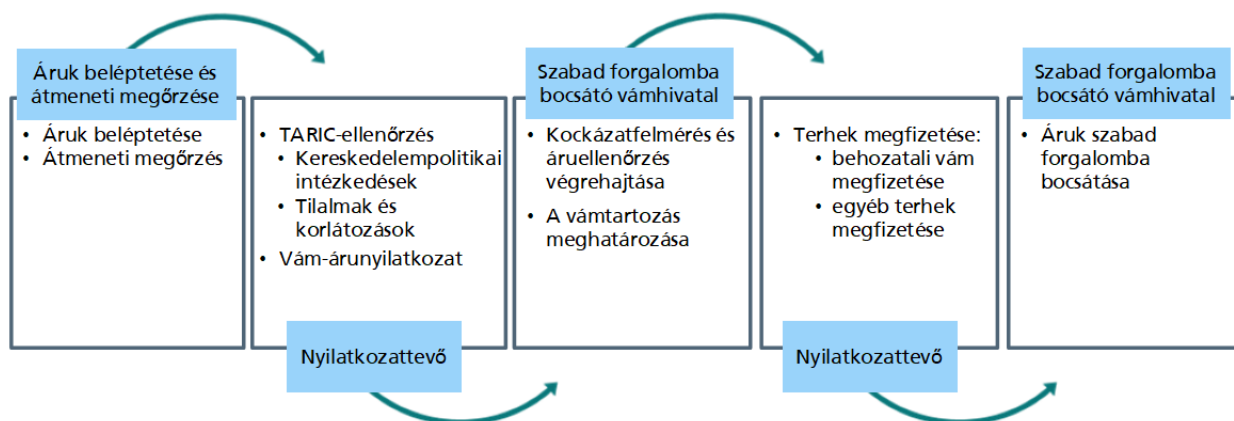 Áruk beléptetése és
átmeneti megőrzése
• Áruk beléptetése
• Átmeneti megőrzés
• TARIC-ellenőrzés
• Kereskedelempolitikai
intézkedések
• Tilalmak és
korlátozások
• Vám-árunyilatkozat
Nyilatkozattevő
Szabad forgalomba
bocsátó vámhivatal
• Kockázatfelmérés és
áruellenőrzés
végrehajtása
• A vámtartozás
meghatározása
• Terhek megfizetése:
• behozatali vám
megfizetése
• egyéb terhek
megfizetése
Nyilatkozattevő
Szabad forgalomba
bocsátó vámhivatal
• Áruk szabad
forgalomba
bocsátása